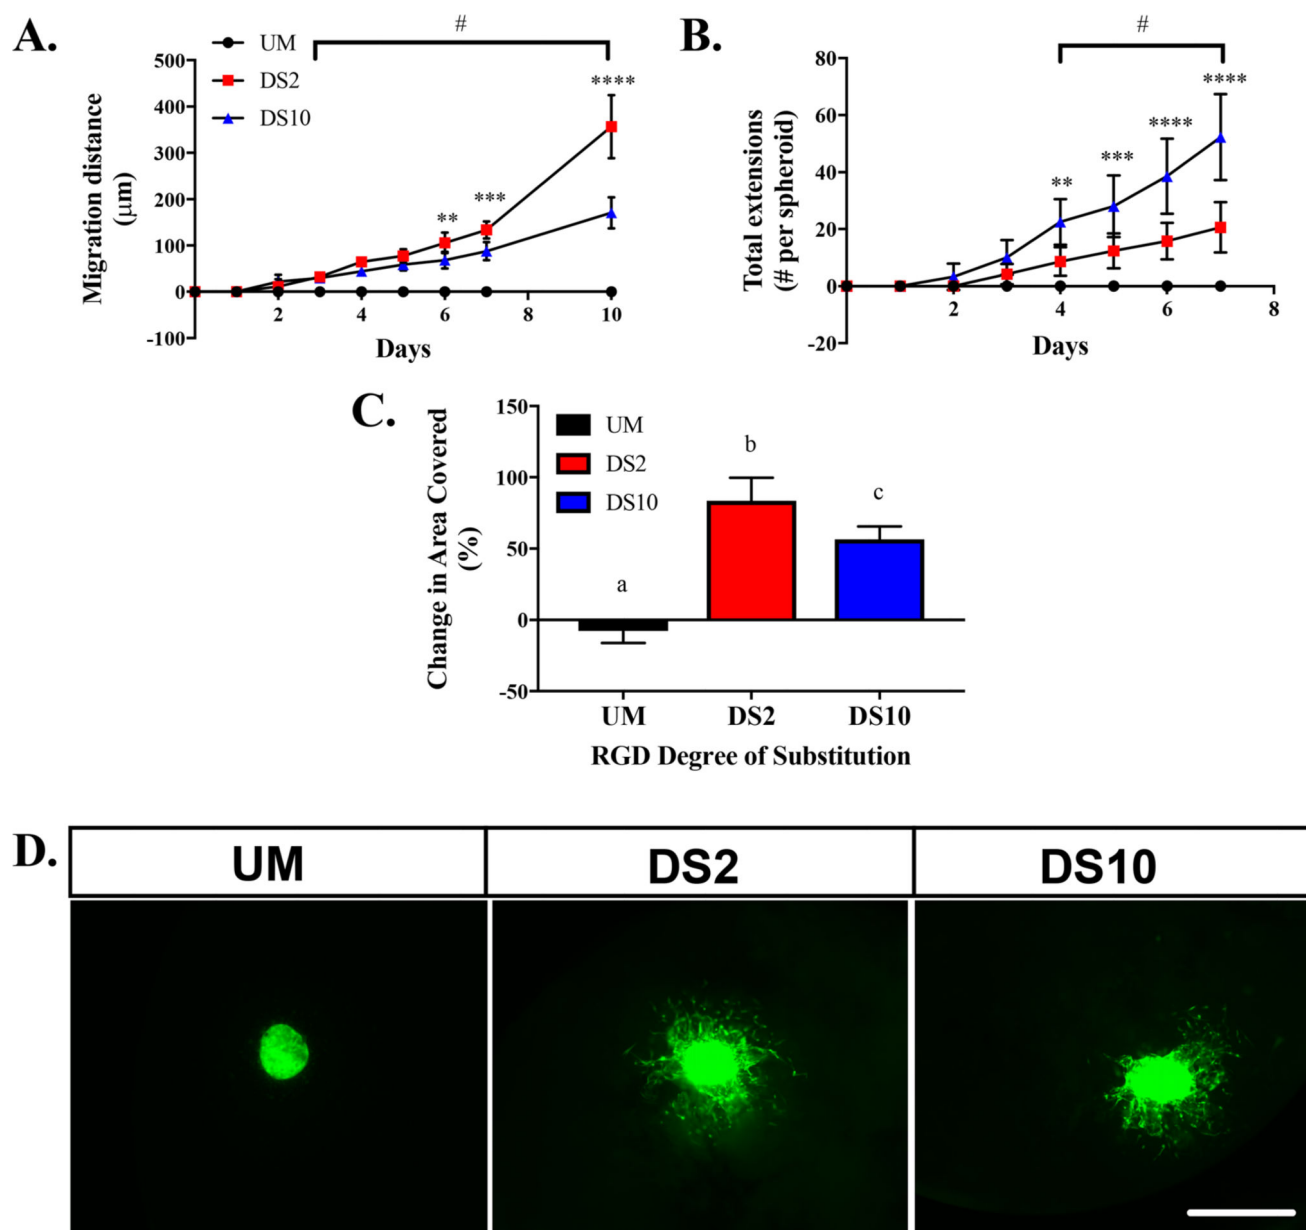 A.
#
UM
DS2
DS10
****
***
**
500
400
300
200
100
0
-100
2
4
6
8
10
Migration distance
(μm)
Days
B.
#
****
****
***
**
80
60
40
20
0
-20
2
4
6
8
Total extensions
(# per spheroid)
Days
C.
150
100
50
0
-50
UM
DS2
DS10
a
b
c
Change in Area Covered
(%)
UM DS2 DS10
RGD Degree of Substitution
D.
UM DS2 DS10